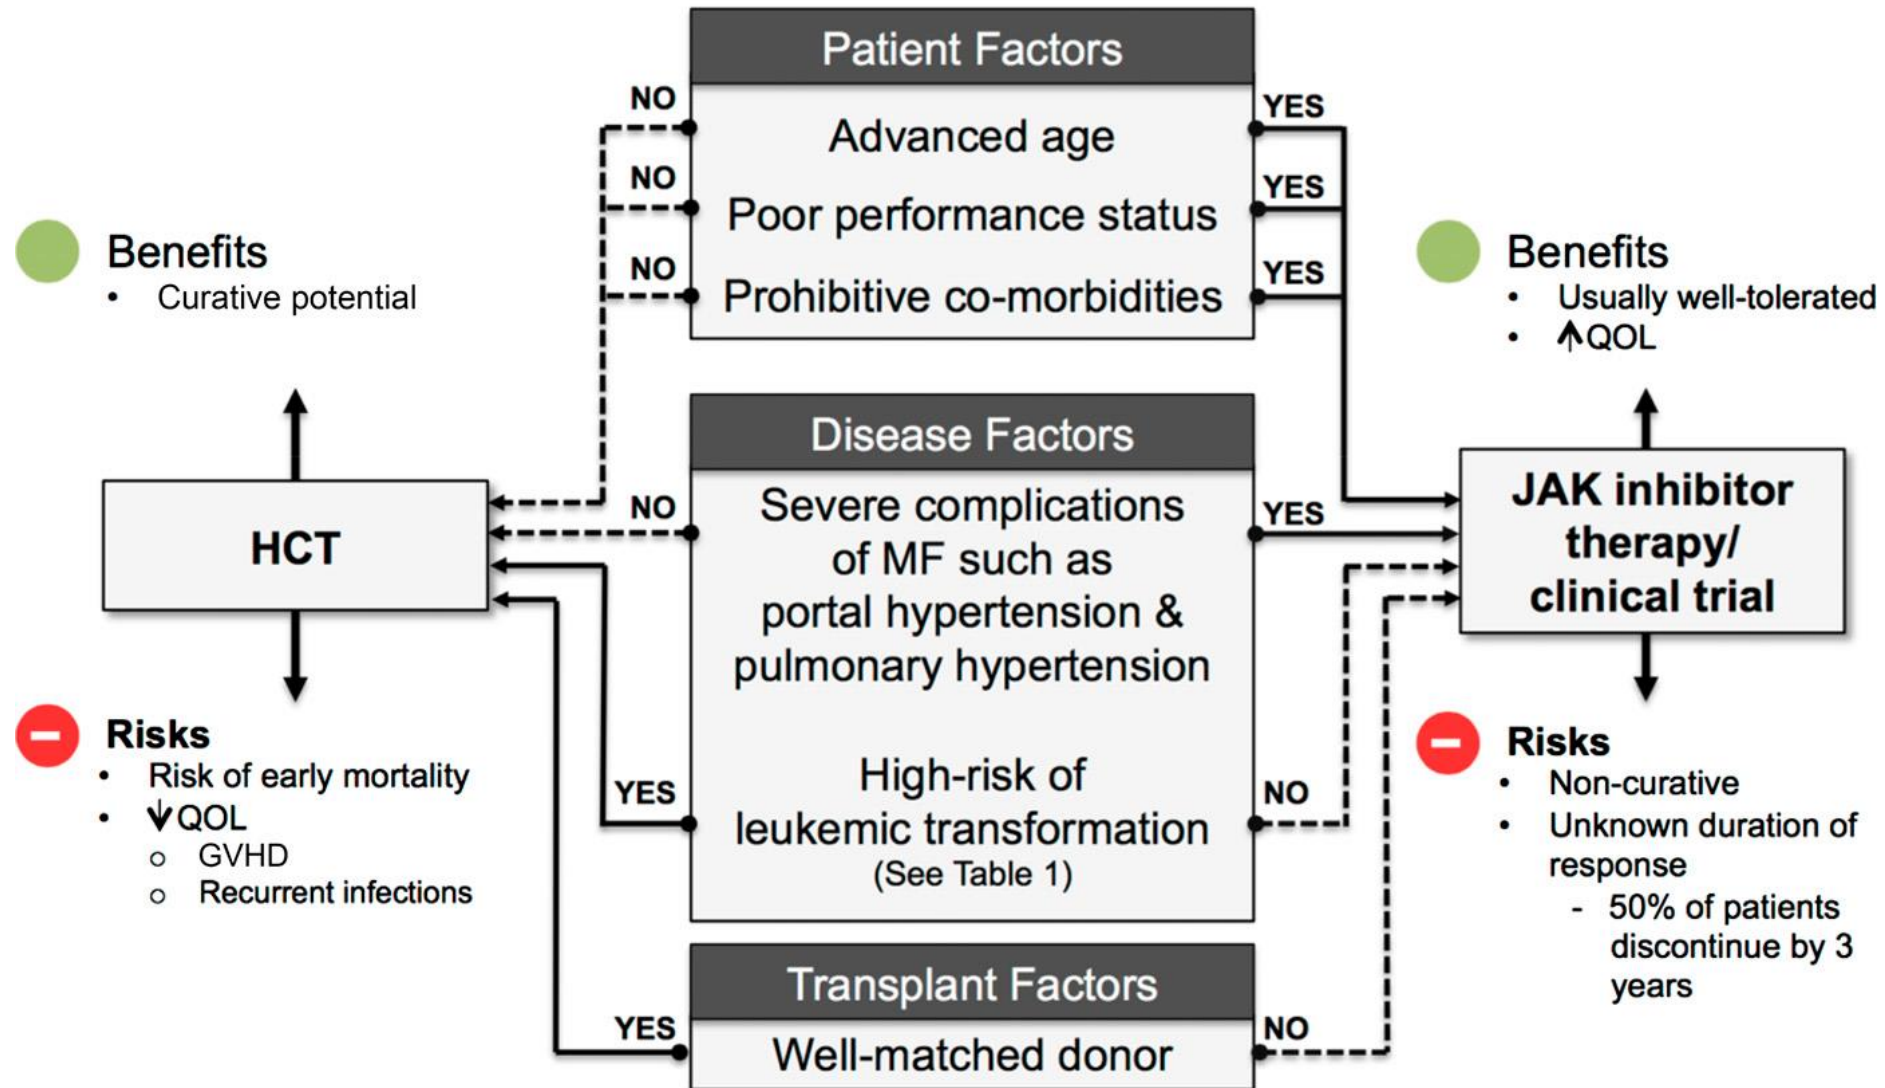 Patient Factors
NO
YES
Advanced age
NO
YES
Poor performance status
NO
YES
Prohibitive co-morbidities
Benefits
• Curative potential
Benefits
• Usually well-tolerated
• ↑QOL
Disease Factors
HCT
NO
Severe complications
of MF such as
portal hypertension &
pulmonary hypertension
YES
JAK inhibitor
therapy/
clinical trial
YES
High-risk of
leukemic transformation
(See Table 1)
NO
Risks
• Risk of early mortality
• ↓QOL
o GVHD
o Recurrent infections
Risks
• Non-curative
• Unknown duration of
response
- 50% of patients
discontinue by 3
years
Transplant Factors
YES
Well-matched donor
NO